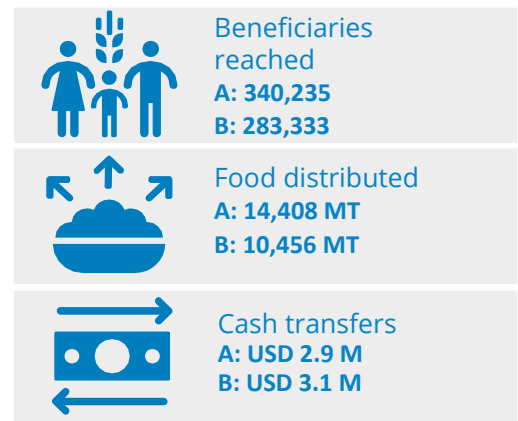 Beneficiaries
reached
A: 340,235
B: 283,333
Food distributed
A: 14,408 MT
B: 10,456 MT
Cash transfers
A: USD 2.9 M
B: USD 3.1 M